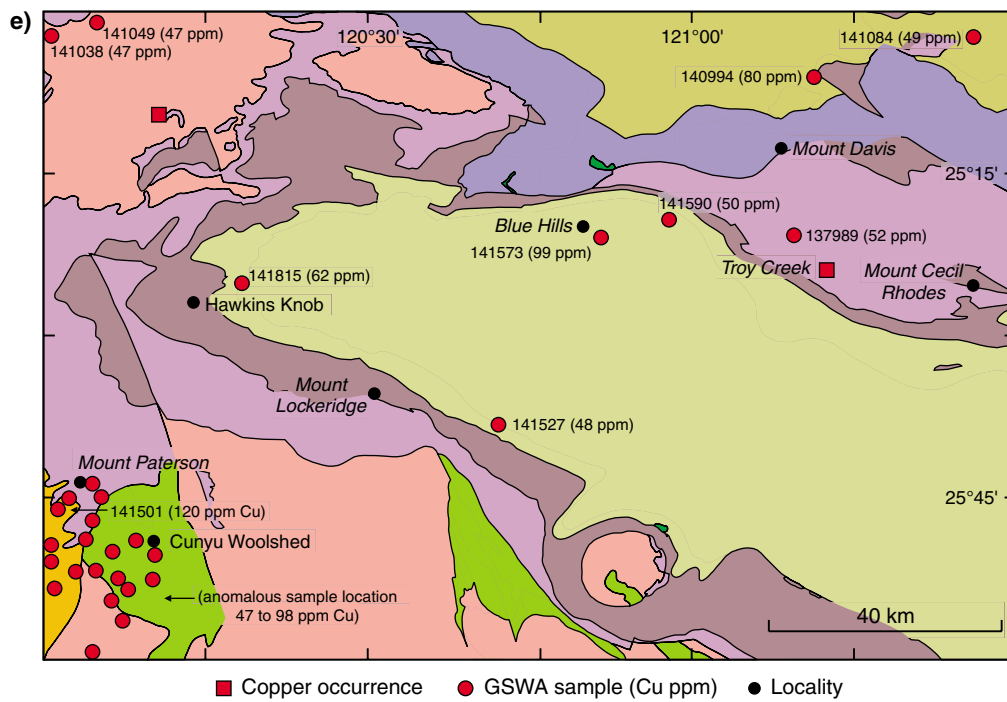 e)
141049 (47 ppm)
141038 (47 ppm)
120°30'
121°00'
141084 (49 ppm)
140994 (80 ppm)
Mount Davis
25°15'
141590 (50 ppm)
Blue Hills
141573 (99 ppm)
137989 (52 ppm)
Troy Creek
Mount Cecil
Rhodes
141815 (62 ppm)
Hawkins Knob
Mount
Lockeridge
141527 (48 ppm)
Mount Paterson
25°45'
141501 (120 ppm Cu)
Cunyu Woolshed
(anomalous sample location
47 to 98 ppm Cu)
40 km
Copper occurrence
GSWA sample (Cu ppm)
Locality